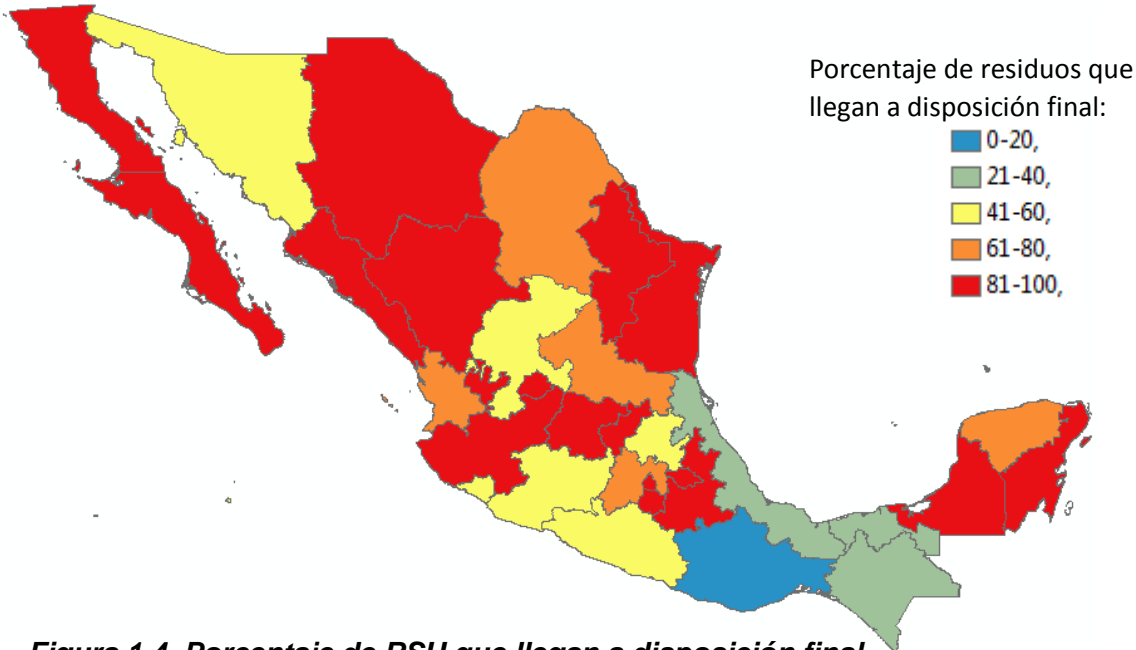 Porcentaje de residuos que
llegan a disposición final:
0-20,
21-40,
41-60,
61-80,
81-100,
Figura 1.4. Porcentaje de RSU que llegan a disposición final